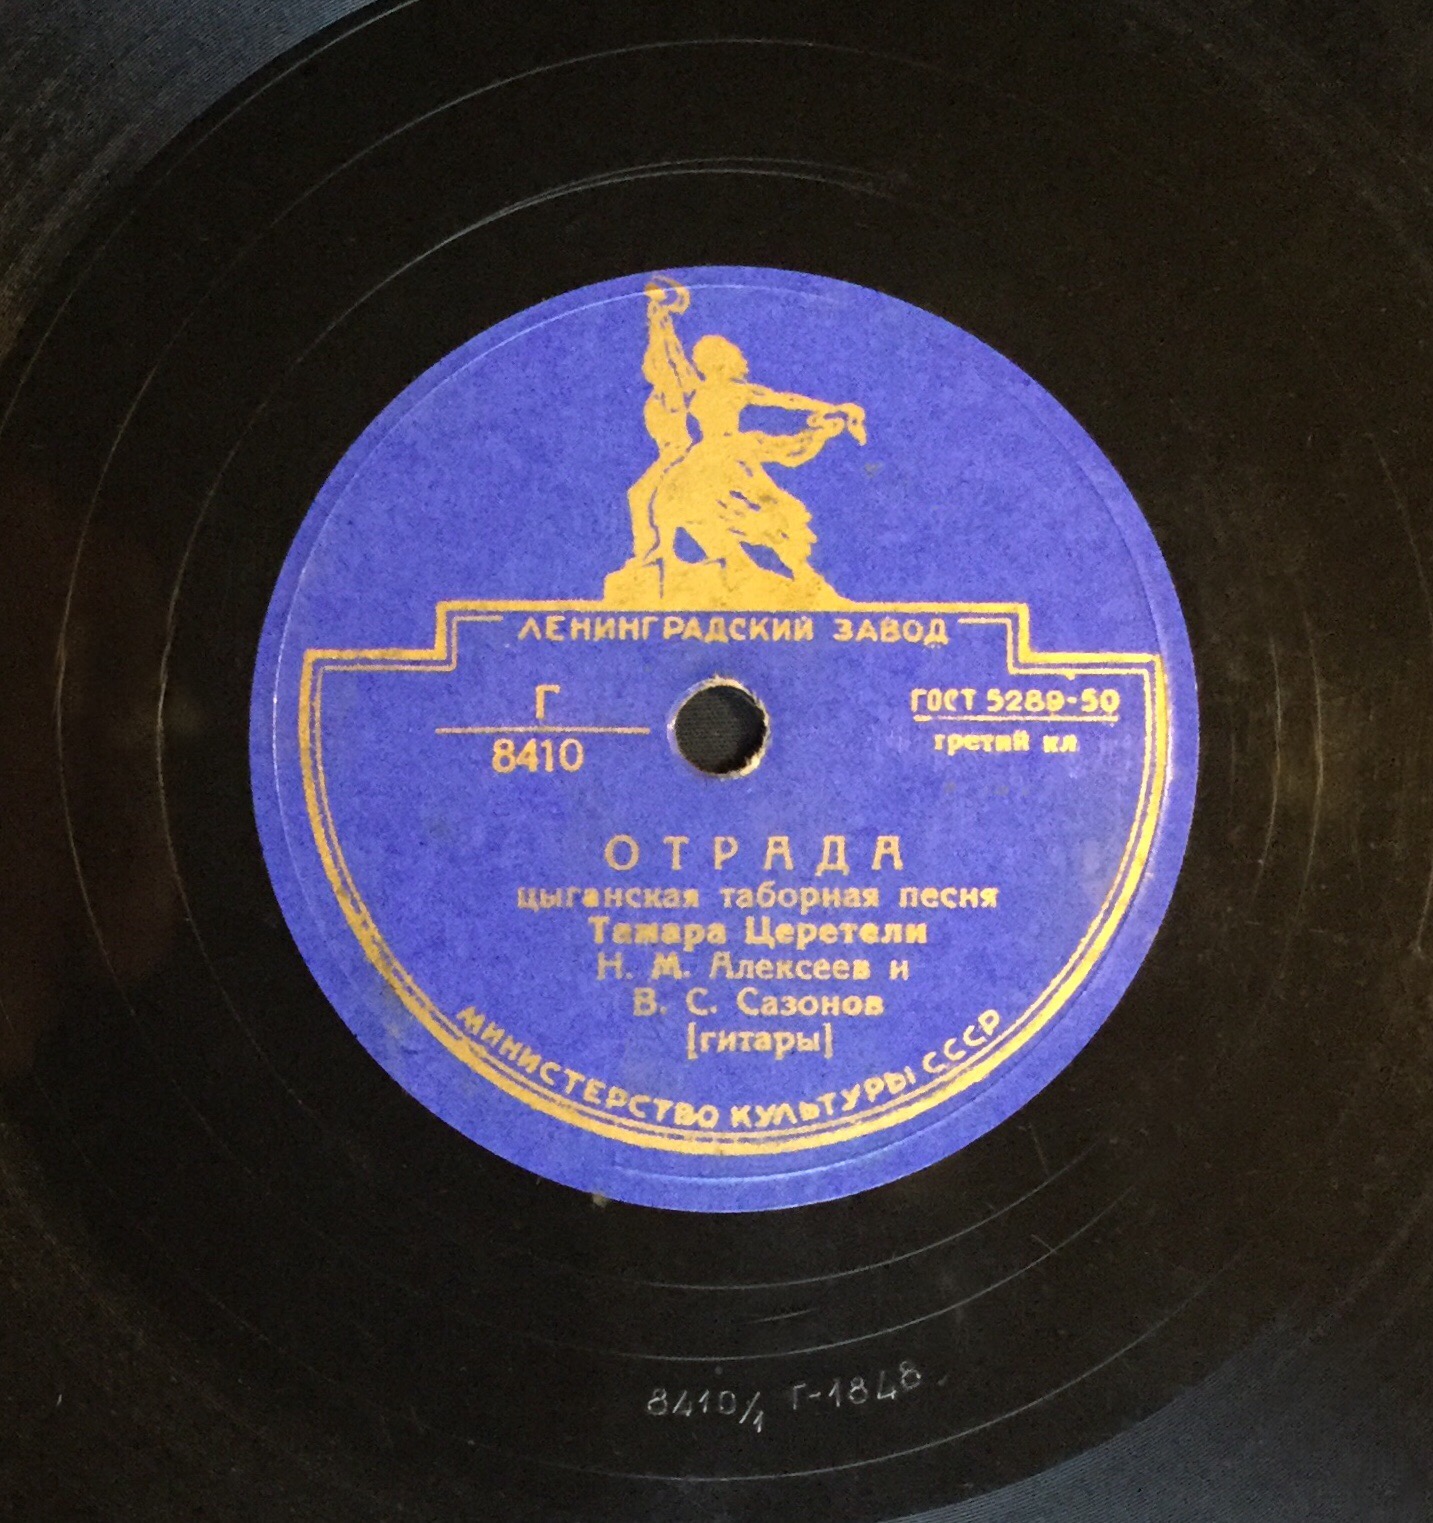 ЛЕНИНГРАДСКИЙ ЗАВОД
Г
8410
ГОСТ 5289-50
третий кл
ОТРАДА
цыганская таборная песня
Тамара Церетели
Н. М. Алексеев и
В. С. Сазонов
[гитары]
МИНИСТЕРСТВО КУЛЬТУРЫ СССР
8410/1 Г-1848